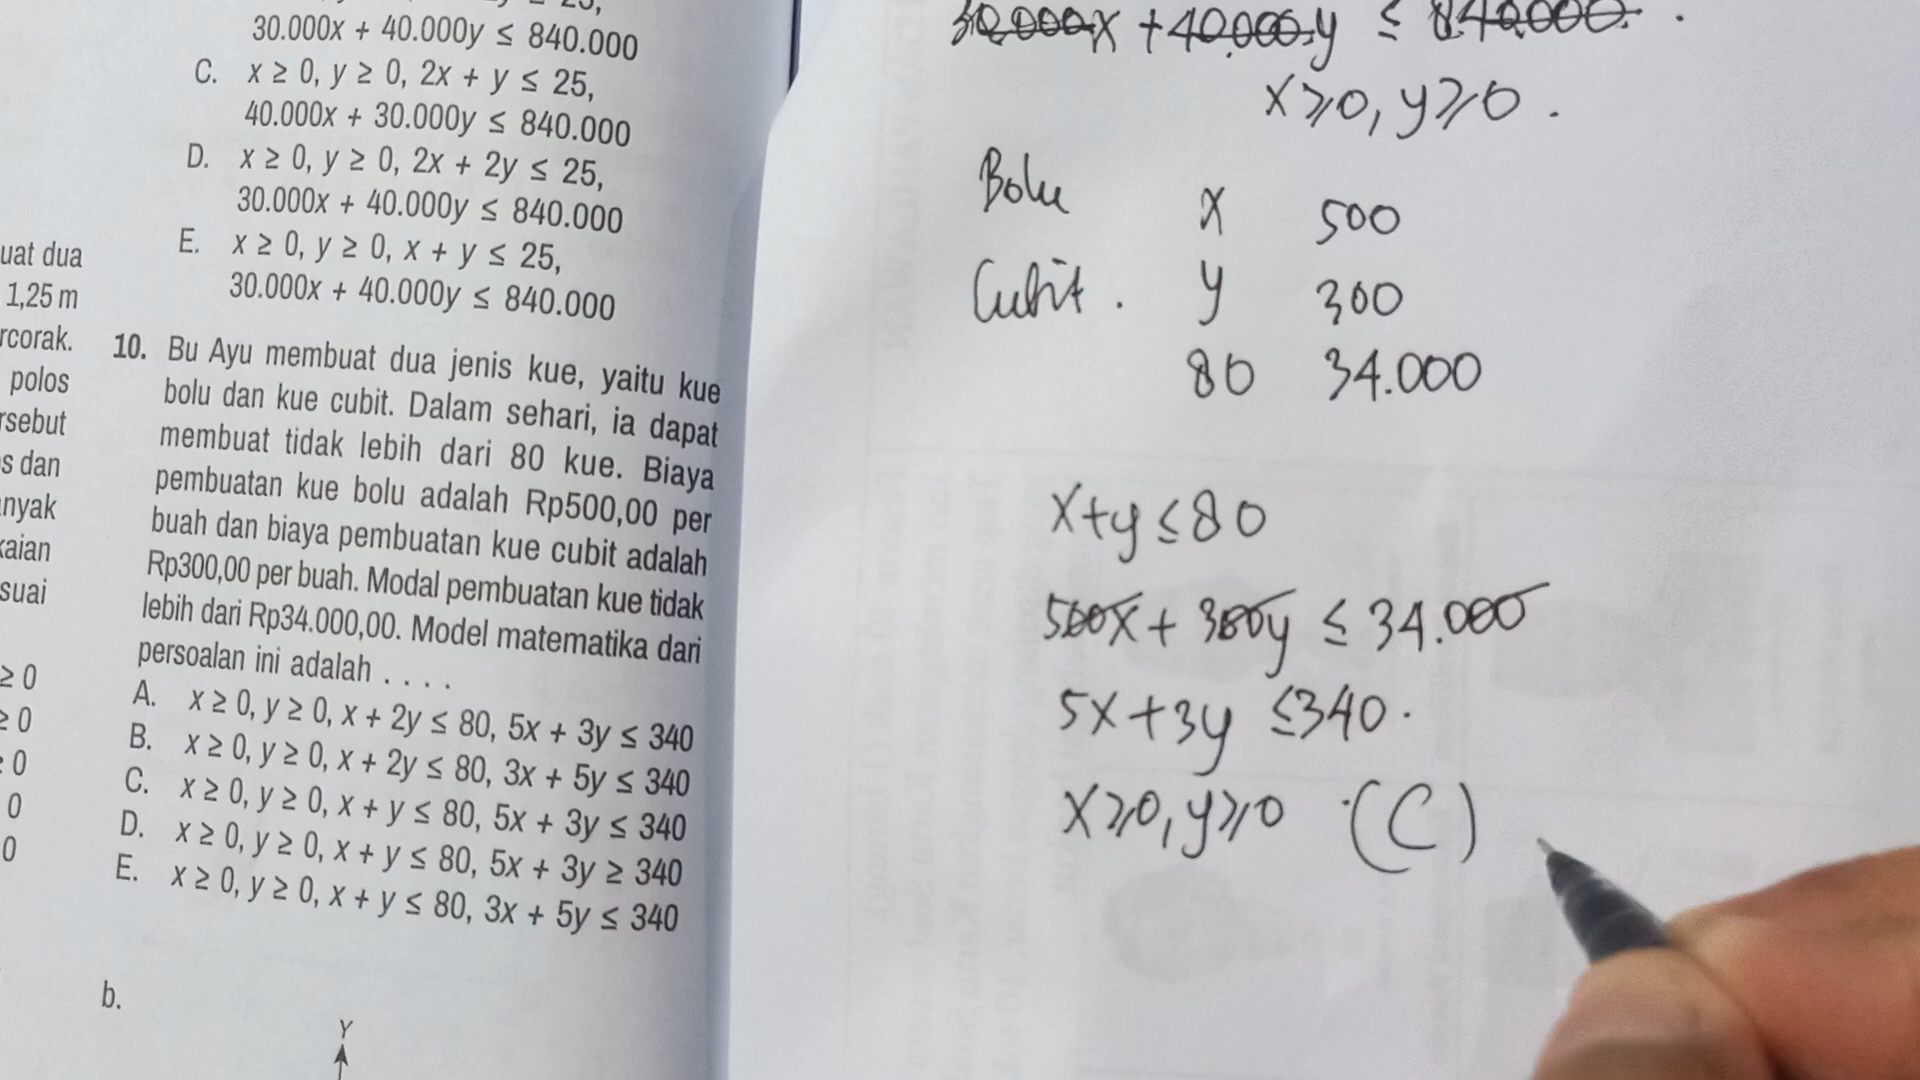 30.000x + 40.000y ≤ 840.000
C. x ≥ 0, y ≥ 0, 2x + y ≤ 25,
40.000x + 30.000y ≤ 840.000
D. x ≥ 0, y ≥ 0, 2x + 2y ≤ 25,
30.000x + 40.000y ≤ 840.000
E. x ≥ 0, y ≥ 0, x + y ≤ 25,
30.000x + 40.000y ≤ 840.000
10. Bu Ayu membuat dua jenis kue, yaitu kue
bolu dan kue cubit. Dalam sehari, ia dapat
membuat tidak lebih dari 80 kue. Biaya
pembuatan kue bolu adalah Rp500,00 per
buah dan biaya pembuatan kue cubit adalah
Rp300,00 per buah. Modal pembuatan kue tidak
lebih dari Rp34.000,00. Model matematika dari
persoalan ini adalah . . . .
A. x ≥ 0, y ≥ 0, x + 2y ≤ 80, 5x + 3y ≤ 340
B. x ≥ 0, y ≥ 0, x + 2y ≤ 80, 3x + 5y ≤ 340
C. x ≥ 0, y ≥ 0, x + y ≤ 80, 5x + 3y ≤ 340
D. x ≥ 0, y ≥ 0, x + y ≤ 80, 5x + 3y ≥ 340
E. x ≥ 0, y ≥ 0, x + y ≤ 80, 3x + 5y ≤ 340
b.
Y
uat dua
1,25 m
rcorak.
polos
rsebut
s dan
nyak
kaian
suai
≥ 0
≥ 0
0
0
0
30.000x + 40.000y ≤ 840.000.
x ≥ 0, y ≥ 0.
Bolu x 500
Cubit. y 300
80 34.000
x+y ≤ 80
500x + 300y ≤ 34.000
5x + 3y ≤ 340.
x ≥ 0, y ≥ 0 (C)